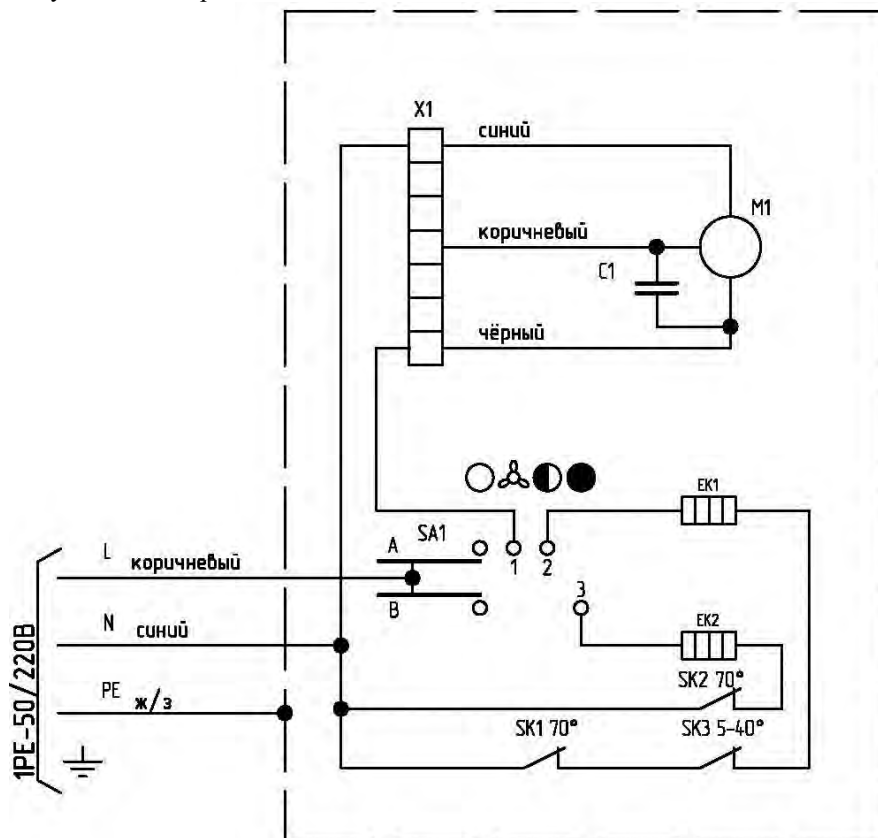 X1
синий
M1
коричневый
C1
чёрный
EK1
SA1
A
1
2
L
коричневый
B
3
N
синий
EK2
SK2 70°
PE
ж/з
SK1 70°
SK3 5-40°
1PE-50/220В